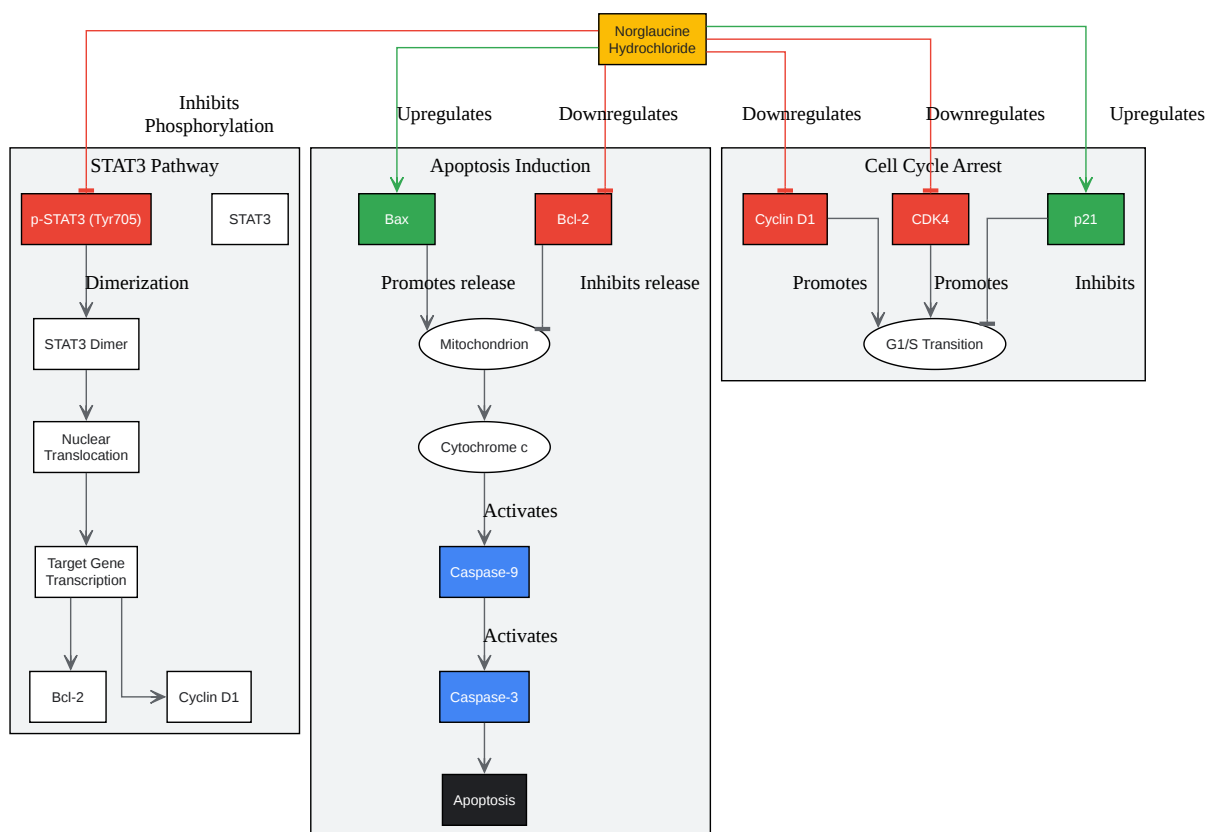 Norglaucine
Hydrochloride
Inhibits
Phosphorylation
Upregulates
Downregulates
Downregulates
Downregulates
Upregulates
STAT3 Pathway
p-STAT3 (Tyr705)
STAT3
Dimerization
STAT3 Dimer
Nuclear
Translocation
Target Gene
Transcription
Bcl-2
Cyclin D1
Apoptosis Induction
Bax
Bcl-2
Promotes release
Inhibits release
Mitochondrion
Cytochrome c
Activates
Caspase-9
Activates
Caspase-3
Apoptosis
Cell Cycle Arrest
Cyclin D1
CDK4
p21
Promotes
Promotes
Inhibits
G1/S Transition